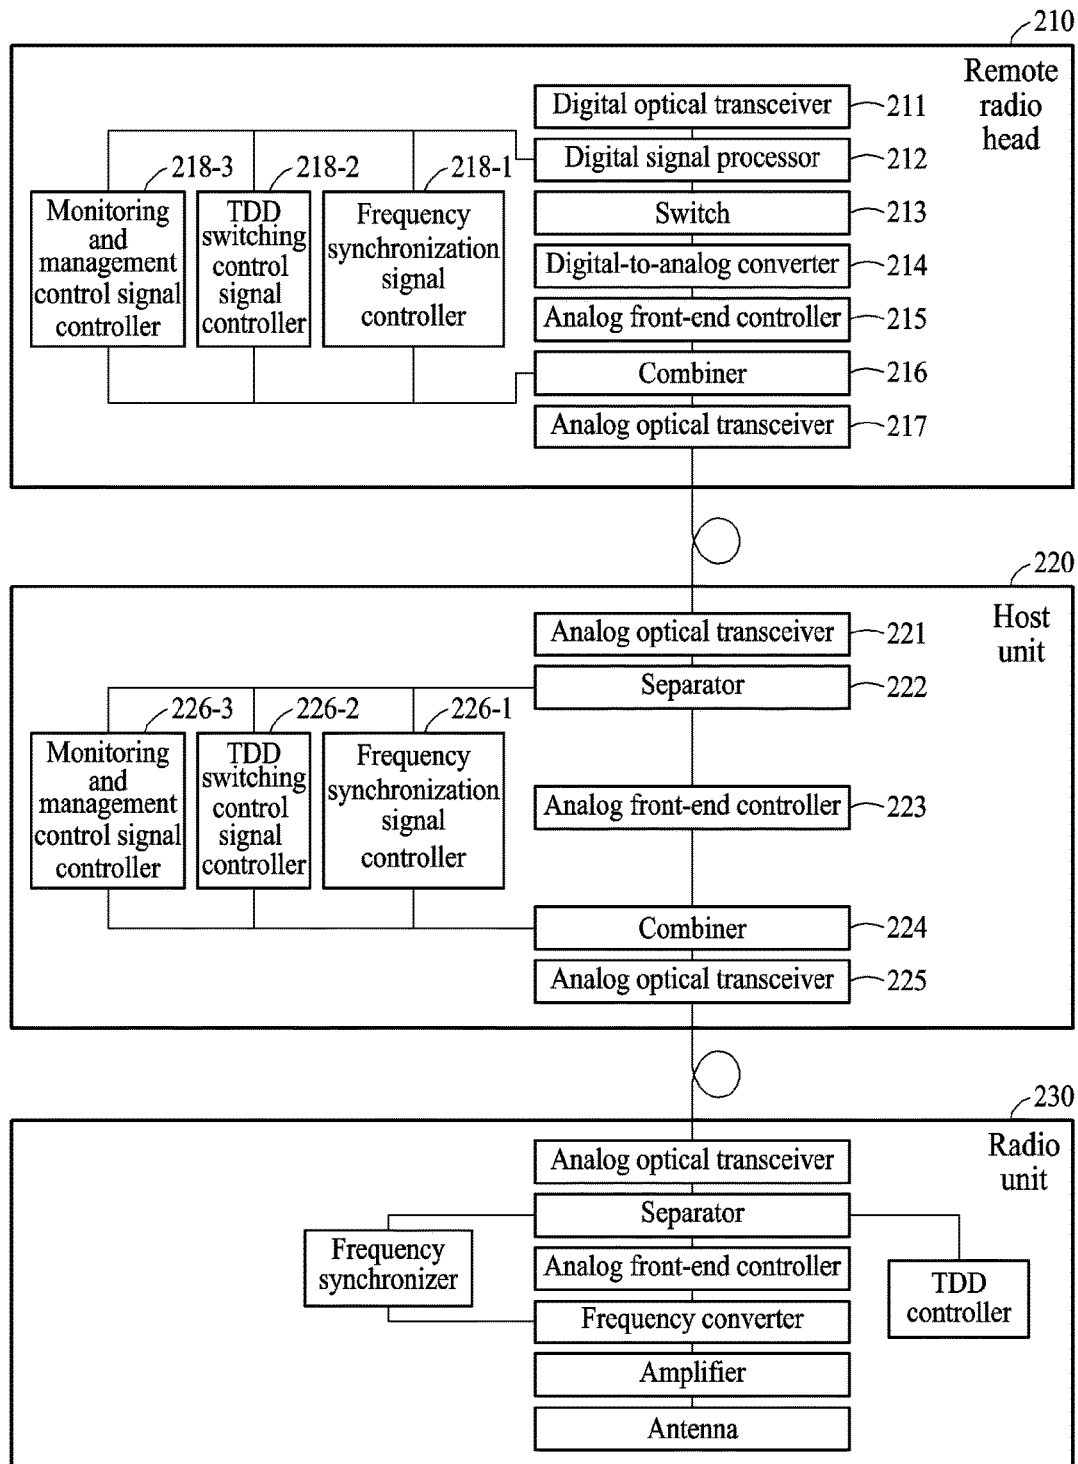 210
Remote
radio
head
Digital optical transceiver
211
Digital signal processor
212
Switch
213
Digital-to-analog converter
214
Analog front-end controller
215
Combiner
216
Analog optical transceiver
217
218-3
Monitoring
and
management
control signal
controller
218-2
TDD
switching
control
signal
controller
218-1
Frequency
synchronization
signal
controller
220
Host
unit
Analog optical transceiver
221
Separator
222
Analog front-end controller
223
Combiner
224
Analog optical transceiver
225
226-3
Monitoring
and
management
control signal
controller
226-2
TDD
switching
control
signal
controller
226-1
Frequency
synchronization
signal
controller
230
Radio
unit
Analog optical transceiver
Separator
Frequency
synchronizer
Analog front-end controller
TDD
controller
Frequency converter
Amplifier
Antenna